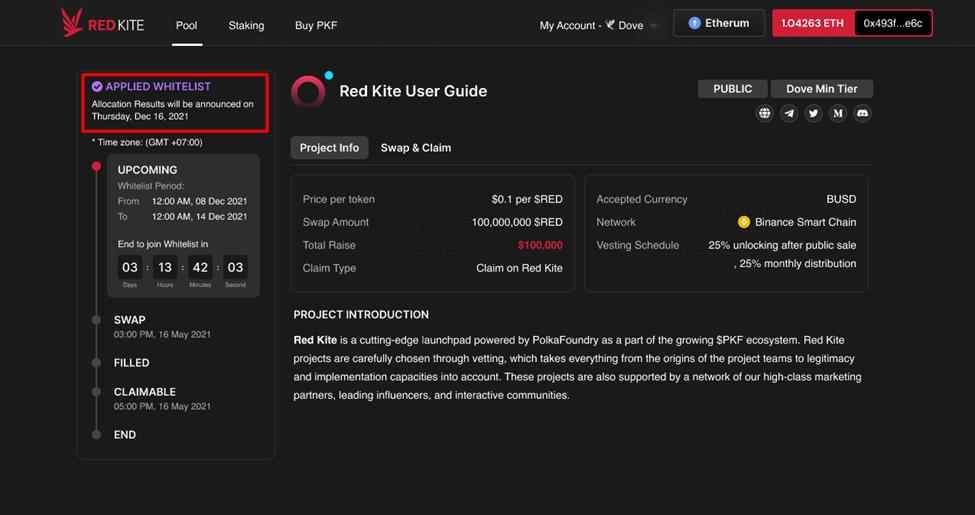 REDKITE
Pool
Staking
Buy PKF
My Account - Dove
Etherum
1.04263 ETH
0x493f...e6c
APPLIED WHITELIST
Allocation Results will be announced on
Thursday, Dec 16, 2021
* Time zone: (GMT +07:00)
UPCOMING
Whitelist Period:
From 12:00 AM, 08 Dec 2021
To 12:00 AM, 14 Dec 2021
End to join Whitelist in
03 : 13 : 42 : 03
Days Hours Minutes Second
SWAP
03:00 PM, 16 May 2021
FILLED
CLAIMABLE
05:00 PM, 16 May 2021
END
Red Kite User Guide
PUBLIC
Dove Min Tier
Project Info
Swap & Claim
Price per token $0.1 per $RED
Swap Amount 100,000,000 $RED
Total Raise $100,000
Claim Type Claim on Red Kite
Accepted Currency BUSD
Network Binance Smart Chain
Vesting Schedule 25% unlocking after public sale
, 25% monthly distribution
PROJECT INTRODUCTION
Red Kite is a cutting-edge launchpad powered by PolkaFoundry as a part of the growing $PKF ecosystem. Red Kite
projects are carefully chosen through vetting, which takes everything from the origins of the project teams to legitimacy
and implementation capacities into account. These projects are also supported by a network of our high-class marketing
partners, leading influencers, and interactive communities.